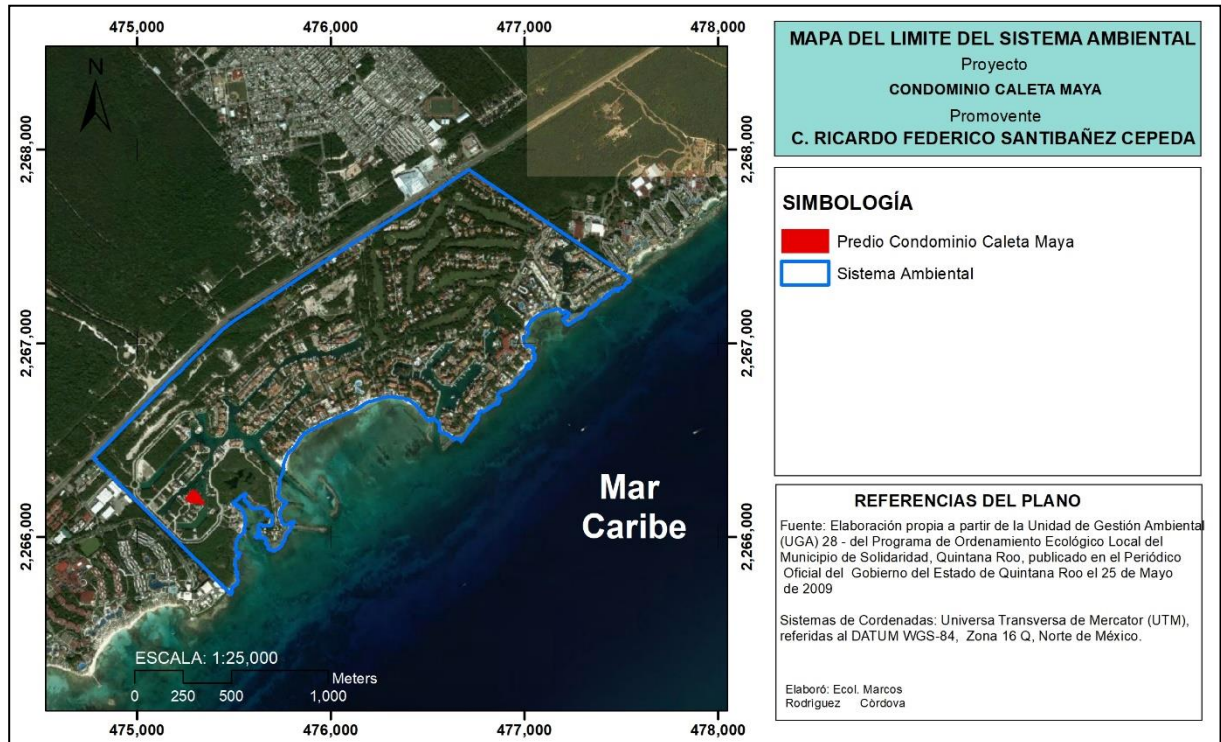 475,000 476,000 477,000 478,000
MAPA DEL LIMITE DEL SISTEMA AMBIENTAL
Proyecto
CONDOMINIO CALETA MAYA
Promovente
C. RICARDO FEDERICO SANTIBAÑEZ CEPEDA
N
2,268,000 2,268,000
SIMBOLOGÍA
Predio Condominio Caleta Maya
Sistema Ambiental
2,267,000 2,267,000
Mar
Caribe
2,266,000 2,266,000
REFERENCIAS DEL PLANO
Fuente: Elaboración propia a partir de la Unidad de Gestión Ambiental
(UGA) 28 - del Programa de Ordenamiento Ecológico Local del
Municipio de Solidaridad, Quintana Roo, publicado en el Periódico
Oficial del Gobierno del Estado de Quintana Roo el 25 de Mayo
de 2009
Sistemas de Cordenadas: Universa Transversa de Mercator (UTM),
referidas al DATUM WGS-84, Zona 16 Q, Norte de México.
Elaboró: Ecol. Marcos
Rodríguez Córdova
ESCALA: 1:25,000
Meters
0 250 500 1,000
475,000 476,000 477,000 478,000